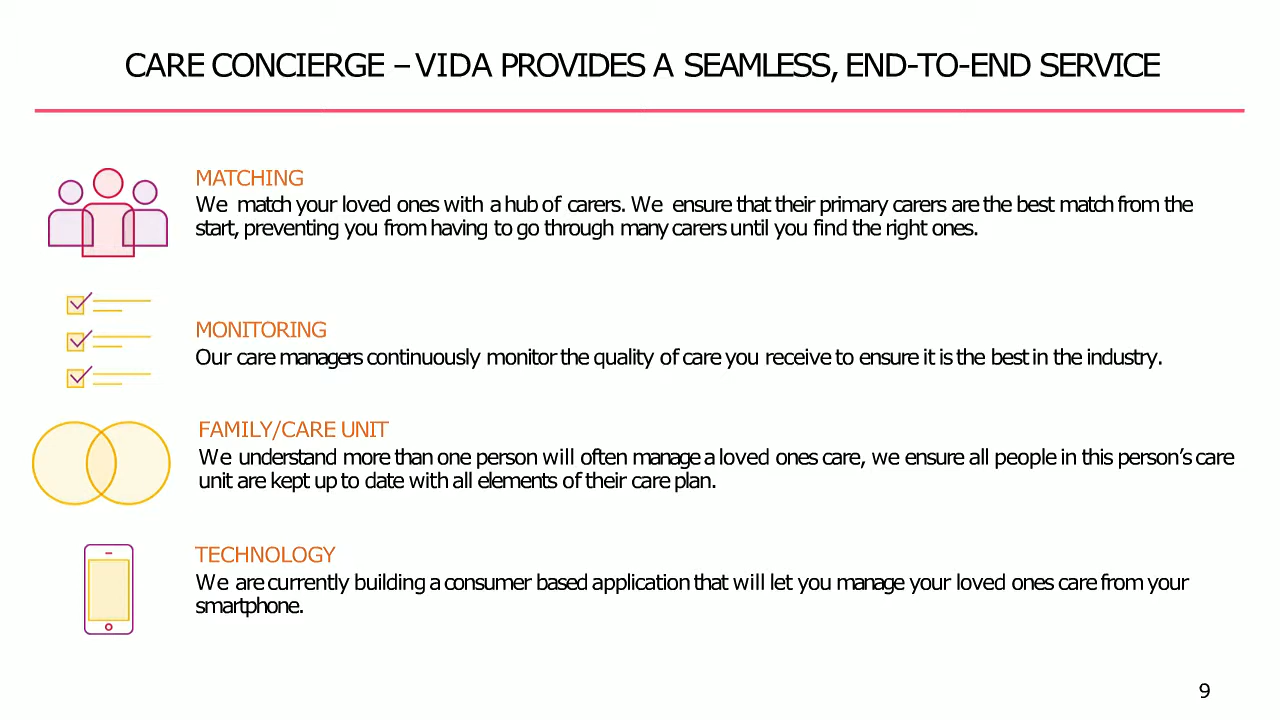 CARE CONCIERGE – VIDA PROVIDES A SEAMLESS, END-TO-END SERVICE
MATCHING
We match your loved ones with a hub of carers. We ensure that their primary carers are the best match from the
start, preventing you from having to go through many carers until you find the right ones.
MONITORING
Our care managers continuously monitor the quality of care you receive to ensure it is the best in the industry.
FAMILY/CARE UNIT
We understand more than one person will often manage a loved ones care, we ensure all people in this person’s care
unit are kept up to date with all elements of their care plan.
TECHNOLOGY
We are currently building a consumer based application that will let you manage your loved ones care from your
smartphone.
9